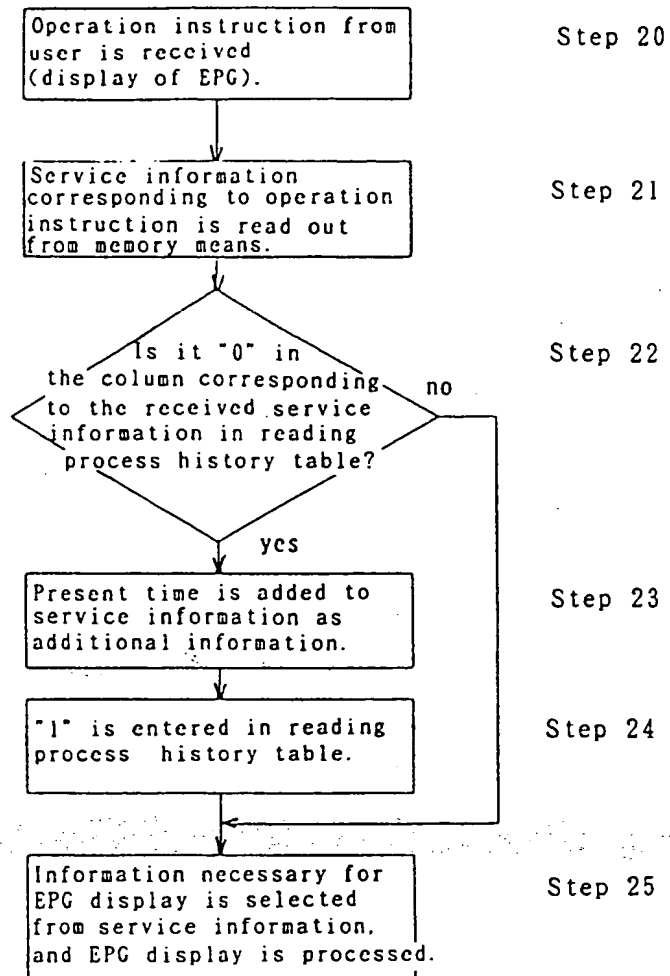 Operation instruction from
user is received
(display of EPG).
Step 20
Service information
corresponding to operation
instruction is read out
from memory means.
Step 21
Is it "0" in
the column corresponding
to the received service
information in reading
process history table?
Step 22
no
yes
Present time is added to
service information as
additional information.
Step 23
"1" is entered in reading
process history table.
Step 24
Information necessary for
EPG display is selected
from service information,
and EPG display is processed.
Step 25